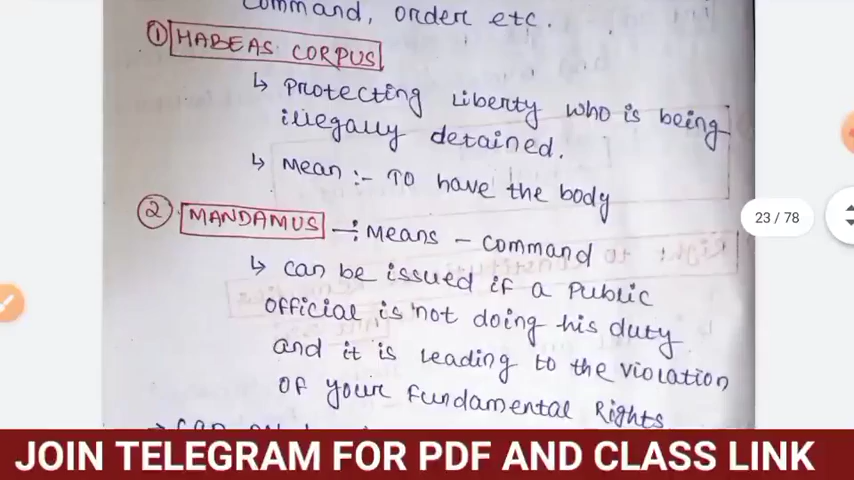 command, order etc.
① HABEAS CORPUS
↳ Protecting Liberty who is being
illegally detained.
↳ Mean :- To have the body
② MANDAMUS -: Means - command
↳ can be issued if a Public
official is not doing his duty
and it is leading to the violation
of your Fundamental Rights
23 / 78
JOIN TELEGRAM FOR PDF AND CLASS LINK